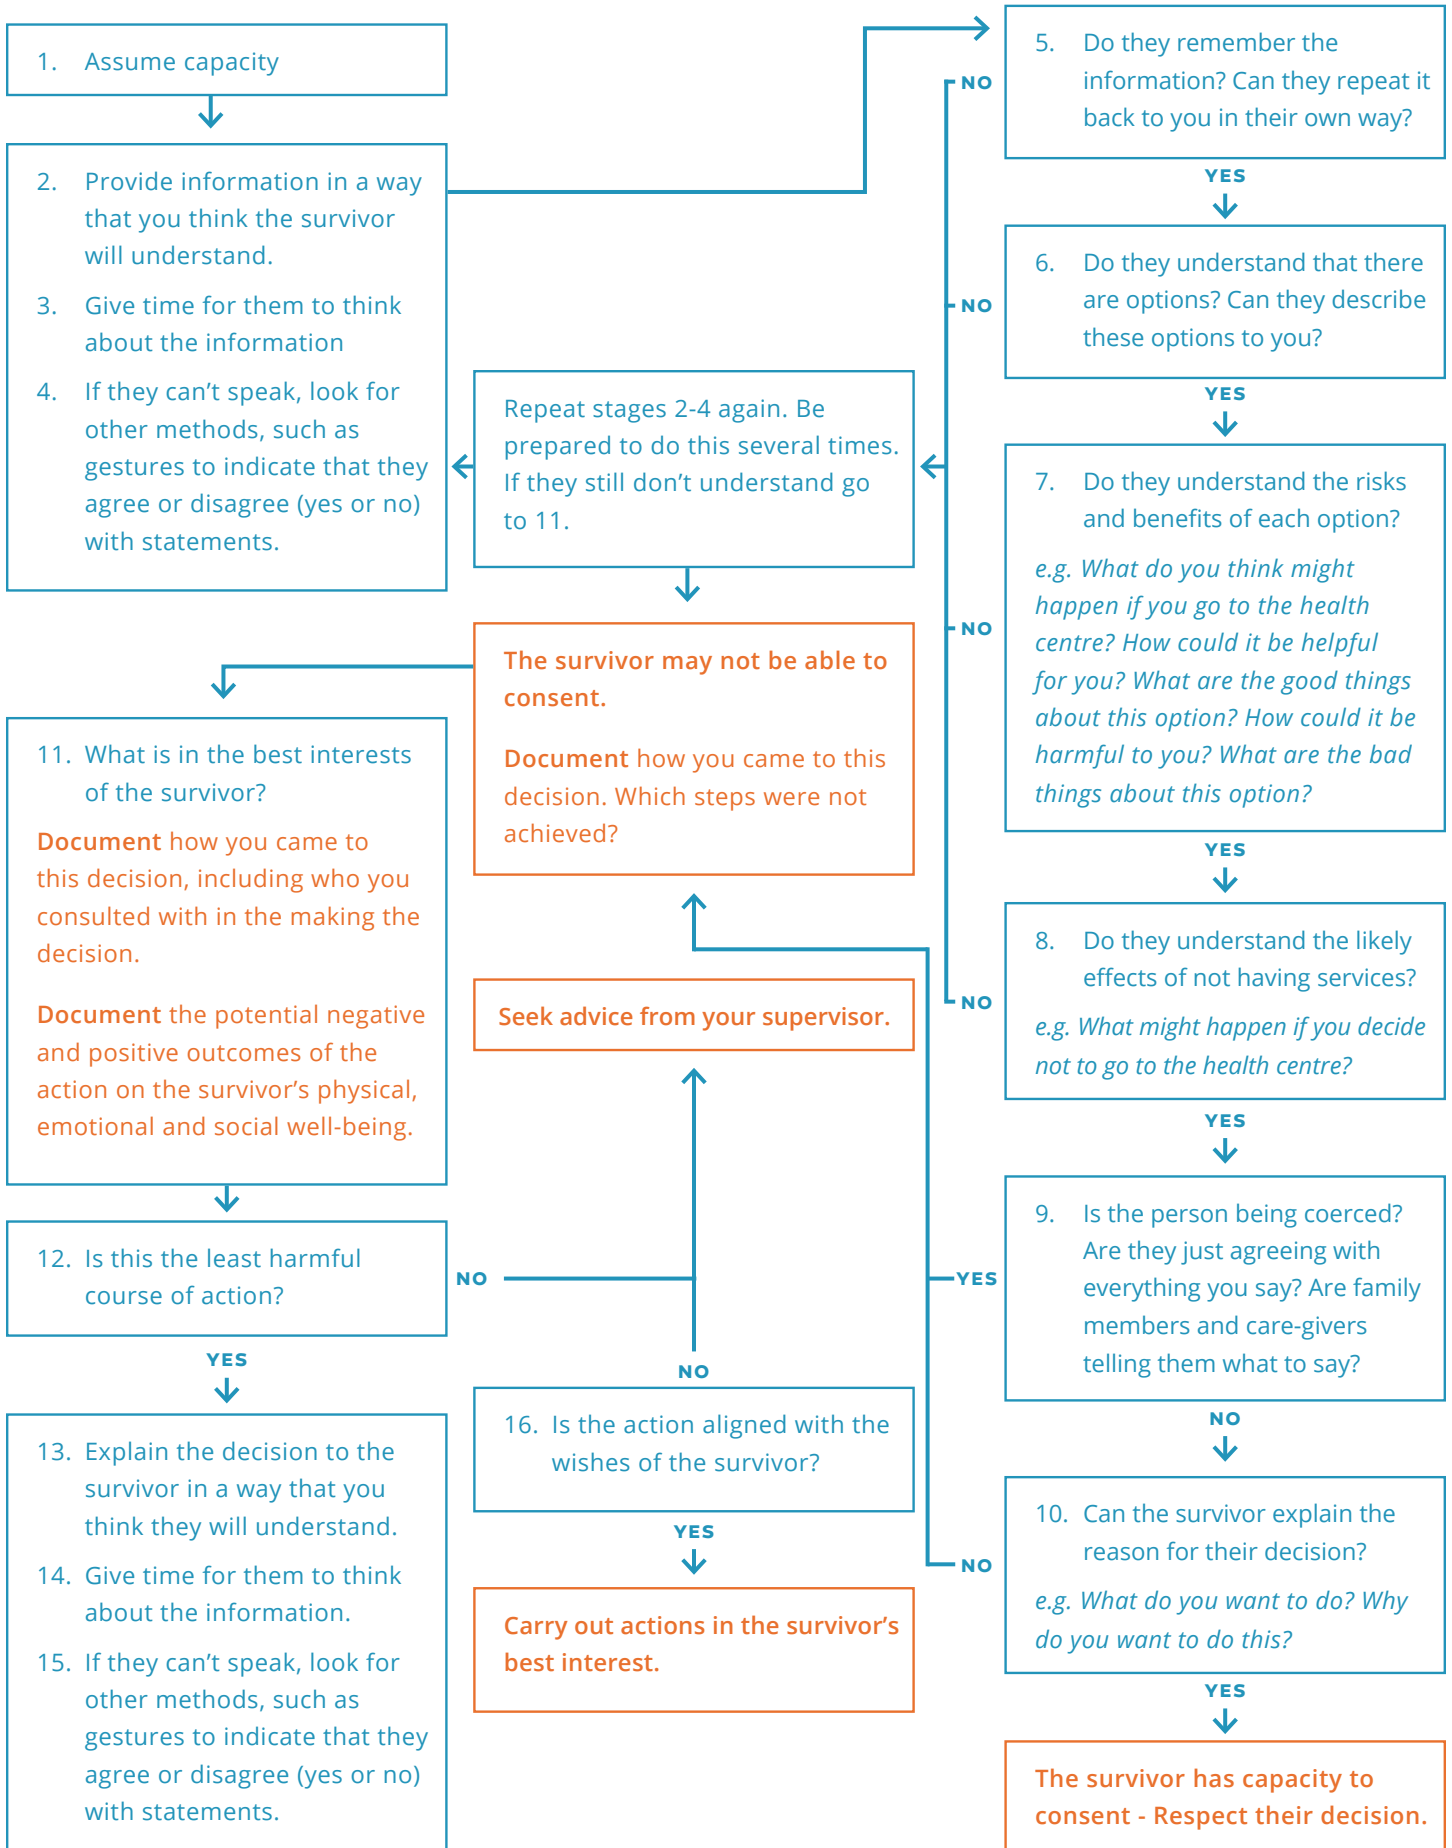 1. Assume capacity
2. Provide information in a way
that you think the survivor
will understand.
3. Give time for them to think
about the information
4. If they can’t speak, look for
other methods, such as
gestures to indicate that they
agree or disagree (yes or no)
with statements.
5. Do they remember the
information? Can they repeat it
back to you in their own way?
NO
YES
6. Do they understand that there
are options? Can they describe
these options to you?
NO
YES
7. Do they understand the risks
and benefits of each option?
e.g. What do you think might
happen if you go to the health
centre? How could it be helpful
for you? What are the good things
about this option? How could it be
harmful to you? What are the bad
things about this option?
NO
YES
8. Do they understand the likely
effects of not having services?
e.g. What might happen if you decide
not to go to the health centre?
NO
YES
9. Is the person being coerced?
Are they just agreeing with
everything you say? Are family
members and care-givers
telling them what to say?
YES
NO
10. Can the survivor explain the
reason for their decision?
e.g. What do you want to do? Why
do you want to do this?
NO
YES
The survivor has capacity to
consent - Respect their decision.
Repeat stages 2-4 again. Be
prepared to do this several times.
If they still don’t understand go
to 11.
The survivor may not be able to
consent.
Document how you came to this
decision. Which steps were not
achieved?
11. What is in the best interests
of the survivor?
Document how you came to
this decision, including who you
consulted with in the making the
decision.
Document the potential negative
and positive outcomes of the
action on the survivor’s physical,
emotional and social well-being.
12. Is this the least harmful
course of action?
NO
YES
Seek advice from your supervisor.
13. Explain the decision to the
survivor in a way that you
think they will understand.
14. Give time for them to think
about the information.
15. If they can’t speak, look for
other methods, such as
gestures to indicate that they
agree or disagree (yes or no)
with statements.
NO
16. Is the action aligned with the
wishes of the survivor?
YES
Carry out actions in the survivor’s
best interest.